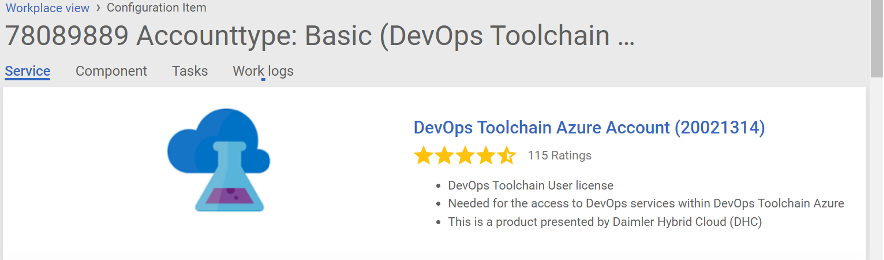 Workplace view > Configuration Item
78089889 Accounttype: Basic (DevOps Toolchain ...
Service Component Tasks Work logs
DevOps Toolchain Azure Account (20021314)
115 Ratings
• DevOps Toolchain User license
• Needed for the access to DevOps services within DevOps Toolchain Azure
• This is a product presented by Daimler Hybrid Cloud (DHC)